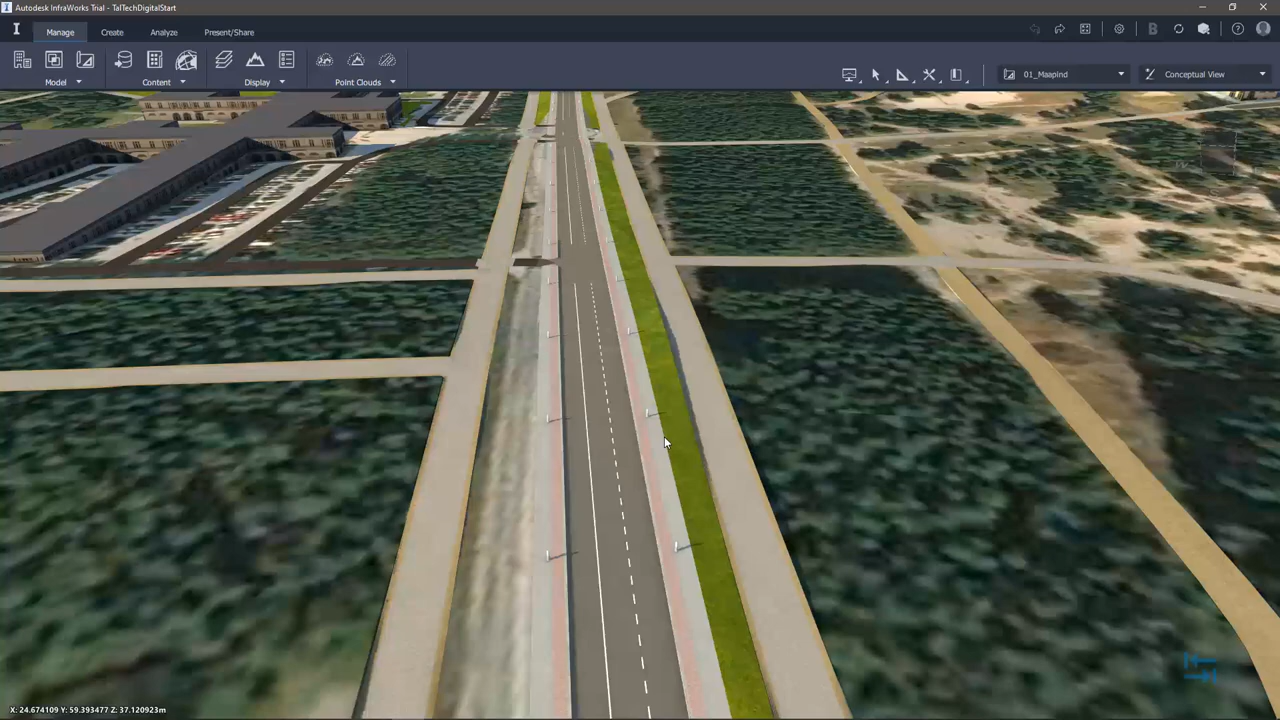 Autodesk InfraWorks Trial - TalTechDigitalStart
Manage Create Analyze Present/Share
Model Content Display Point Clouds
01_Maapind
Conceptual View
X: 24.674109 Y: 59.393477 Z: 37.120923m